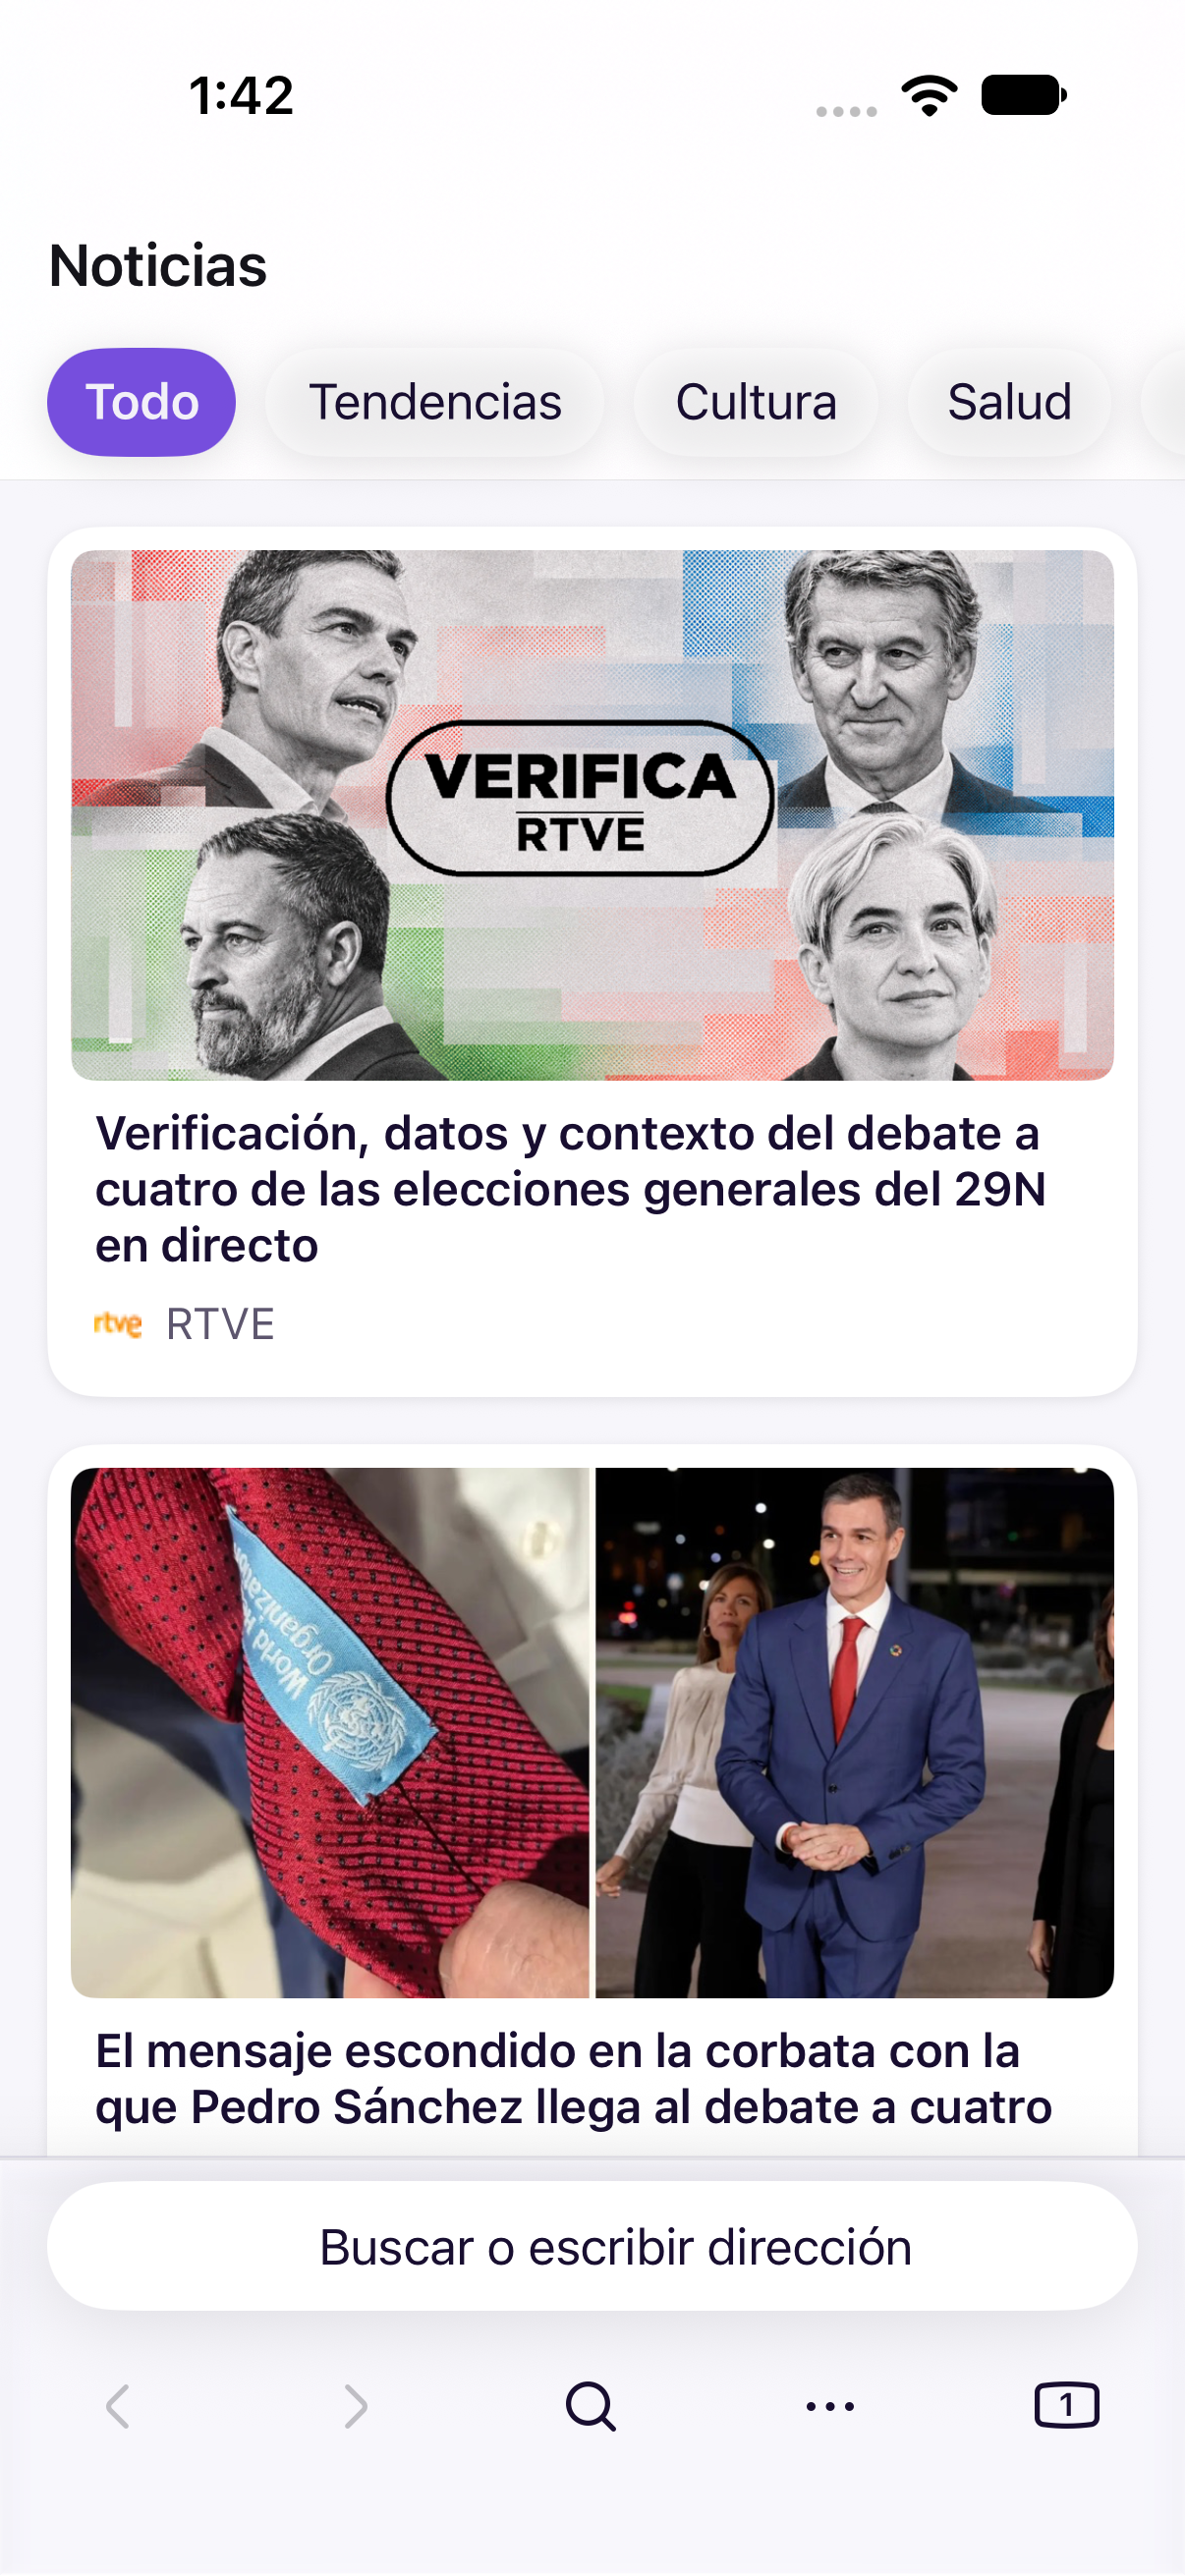 1:42
Noticias
Todo
Tendencias
Cultura
Salud
VERIFICA
RTVE
Verificación, datos y contexto del debate a
cuatro de las elecciones generales del 29N
en directo
rtve RTVE
World
Organizatio
El mensaje escondido en la corbata con la
que Pedro Sánchez llega al debate a cuatro
Buscar o escribir dirección
1